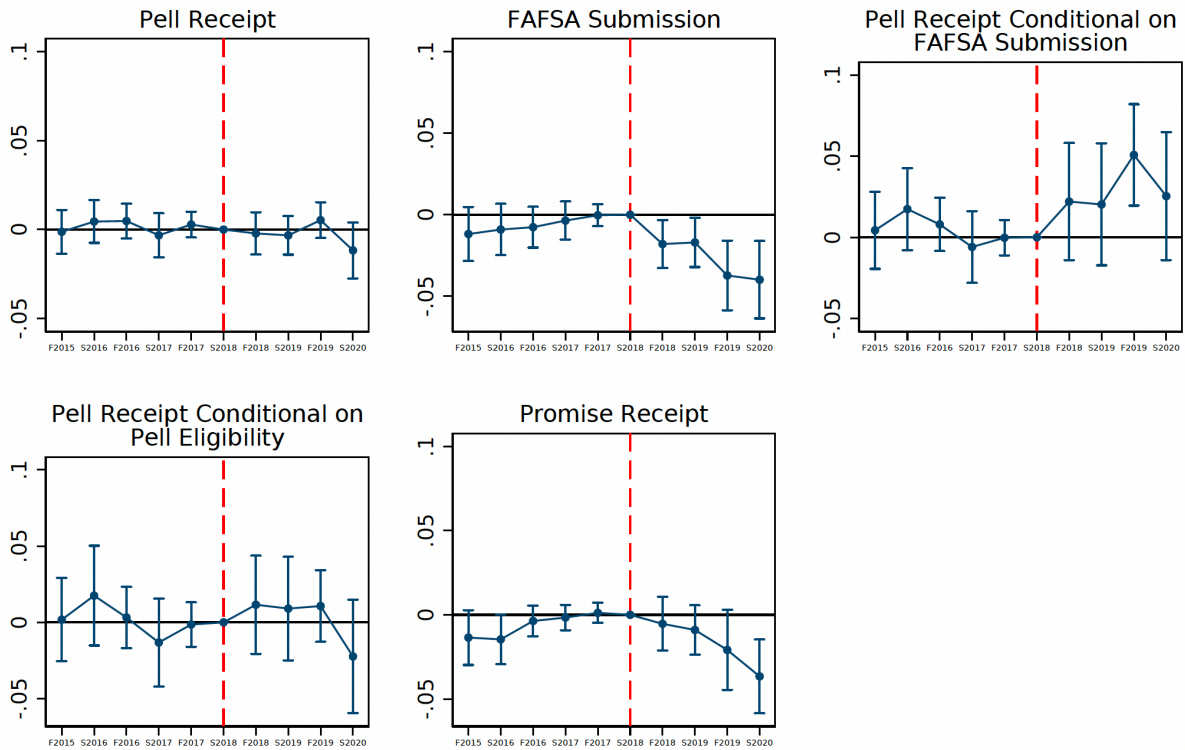 Pell Receipt
.1
.05
0
-.05
F2015 S2016 F2016 S2017 F2017 S2018 F2018 S2019 F2019 S2020
FAFSA Submission
.1
.05
0
-.05
F2015 S2016 F2016 S2017 F2017 S2018 F2018 S2019 F2019 S2020
Pell Receipt Conditional on
FAFSA Submission
.1
.05
0
-.05
F2015 S2016 F2016 S2017 F2017 S2018 F2018 S2019 F2019 S2020
Pell Receipt Conditional on
Pell Eligibility
.1
.05
0
-.05
F2015 S2016 F2016 S2017 F2017 S2018 F2018 S2019 F2019 S2020
Promise Receipt
.1
.05
0
-.05
F2015 S2016 F2016 S2017 F2017 S2018 F2018 S2019 F2019 S2020